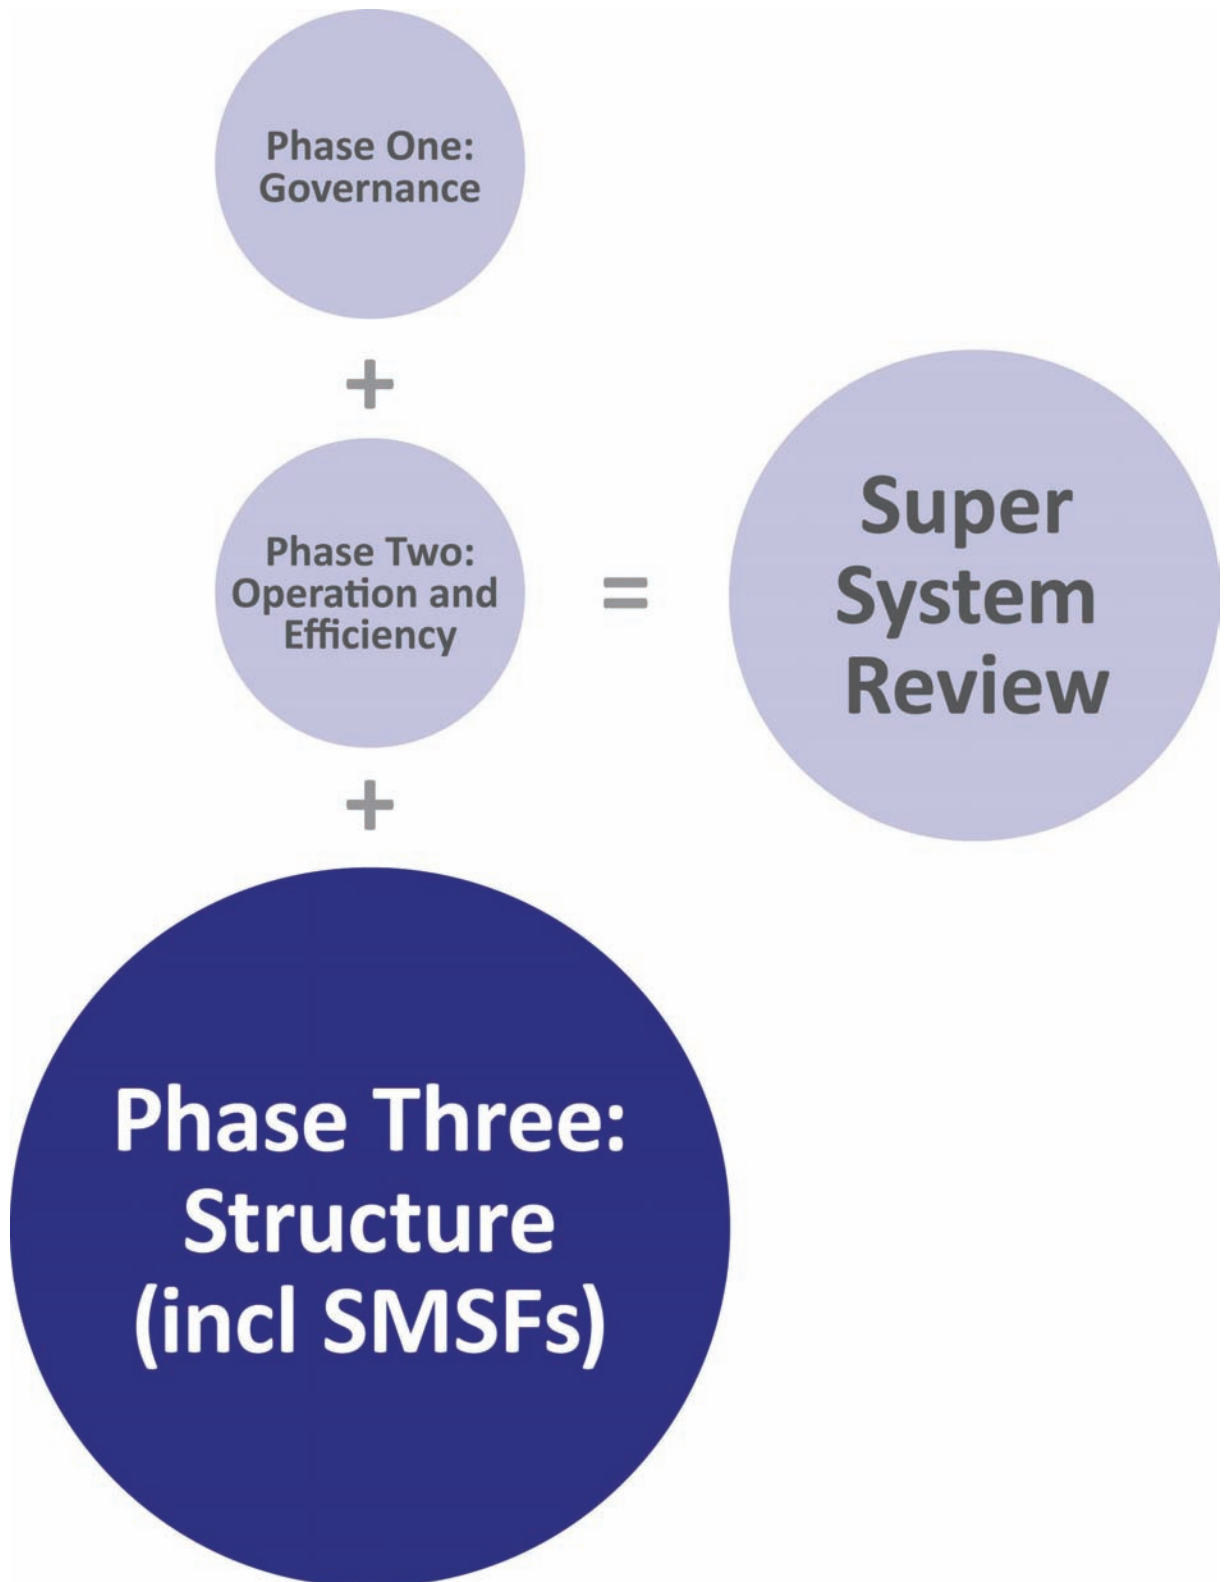 Phase One:
Governance
+
Phase Two:
Operation and
Efficiency
=
Super
System
Review
+
Phase Three:
Structure
(incl SMSFs)